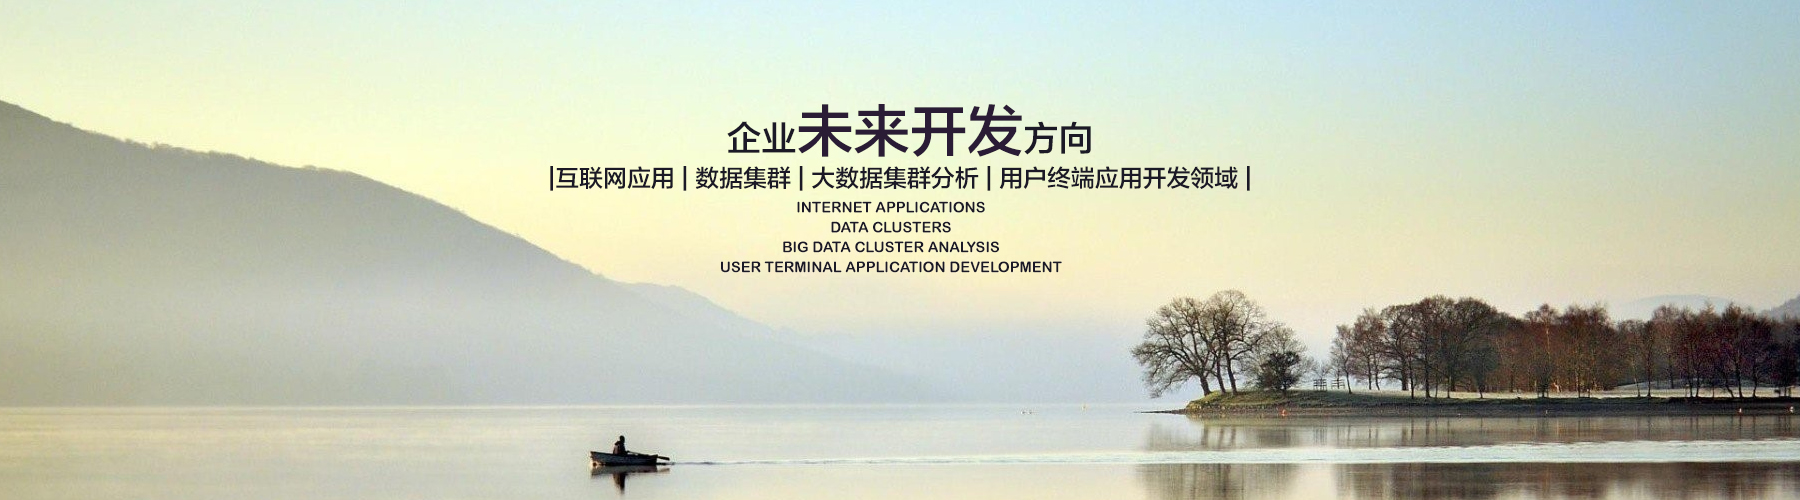 企业未来开发方向
|互联网应用 | 数据集群 | 大数据集群分析 | 用户终端应用开发领域 |
INTERNET APPLICATIONS
DATA CLUSTERS
BIG DATA CLUSTER ANALYSIS
USER TERMINAL APPLICATION DEVELOPMENT